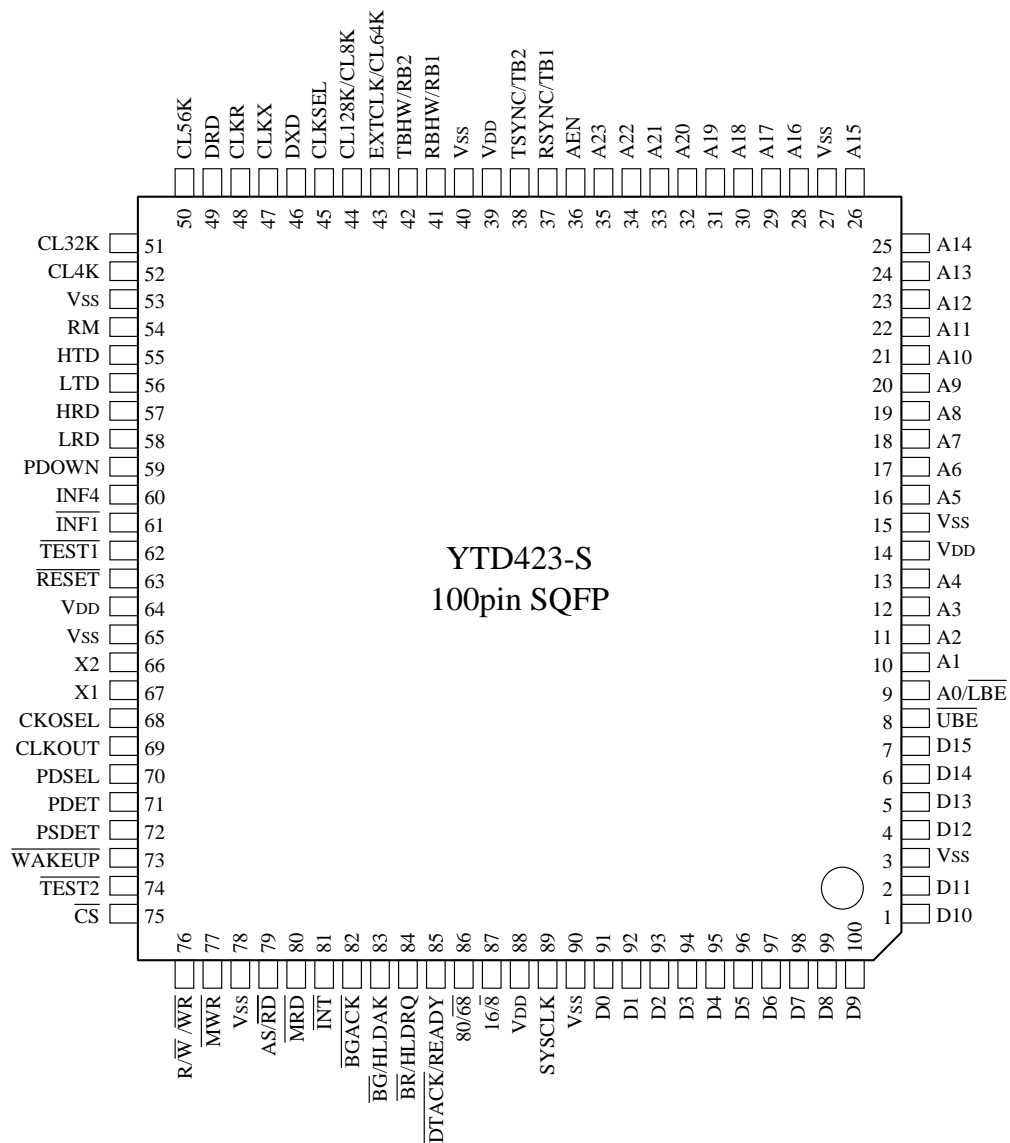 CL56K
DRD
CLKR
CLKX
DXD
CLKSEL
CL128K/CL8K
EXTCLK/CL64K
TBHW/RB2
RBHW/RB1
VSS
VDD
TSYNC/TB2
RSYNC/TB1
AEN
A23
A22
A21
A20
A19
A18
A17
A16
VSS
A15
50 49 48 47 46 45 44 43 42 41 40 39 38 37 36 35 34 33 32 31 30 29 28 27 26
CL32K 51
CL4K 52
VSS 53
RM 54
HTD 55
LTD 56
HRD 57
LRD 58
PDOWN 59
INF4 60
INF1 61
TEST1 62
RESET 63
VDD 64
VSS 65
X2 66
X1 67
CKOSEL 68
CLKOUT 69
PDSEL 70
PDET 71
PSDET 72
WAKEUP 73
TEST2 74
CS 75
YTD423-S
100pin SQFP
25 A14
24 A13
23 A12
22 A11
21 A10
20 A9
19 A8
18 A7
17 A6
16 A5
15 VSS
14 VDD
13 A4
12 A3
11 A2
10 A1
9 A0/LBE
8 UBE
7 D15
6 D14
5 D13
4 D12
3 VSS
2 D11
1 D10
76 77 78 79 80 81 82 83 84 85 86 87 88 89 90 91 92 93 94 95 96 97 98 99 100
R/W /WR
MWR
VSS
AS/RD
MRD
INT
BGACK
BG/HLDAK
BR/HLDRQ
DTACK/READY
80/68
16/8
VDD
SYSCLK
VSS
D0
D1
D2
D3
D4
D5
D6
D7
D8
D9